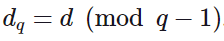 d_q = d (mod q − 1)